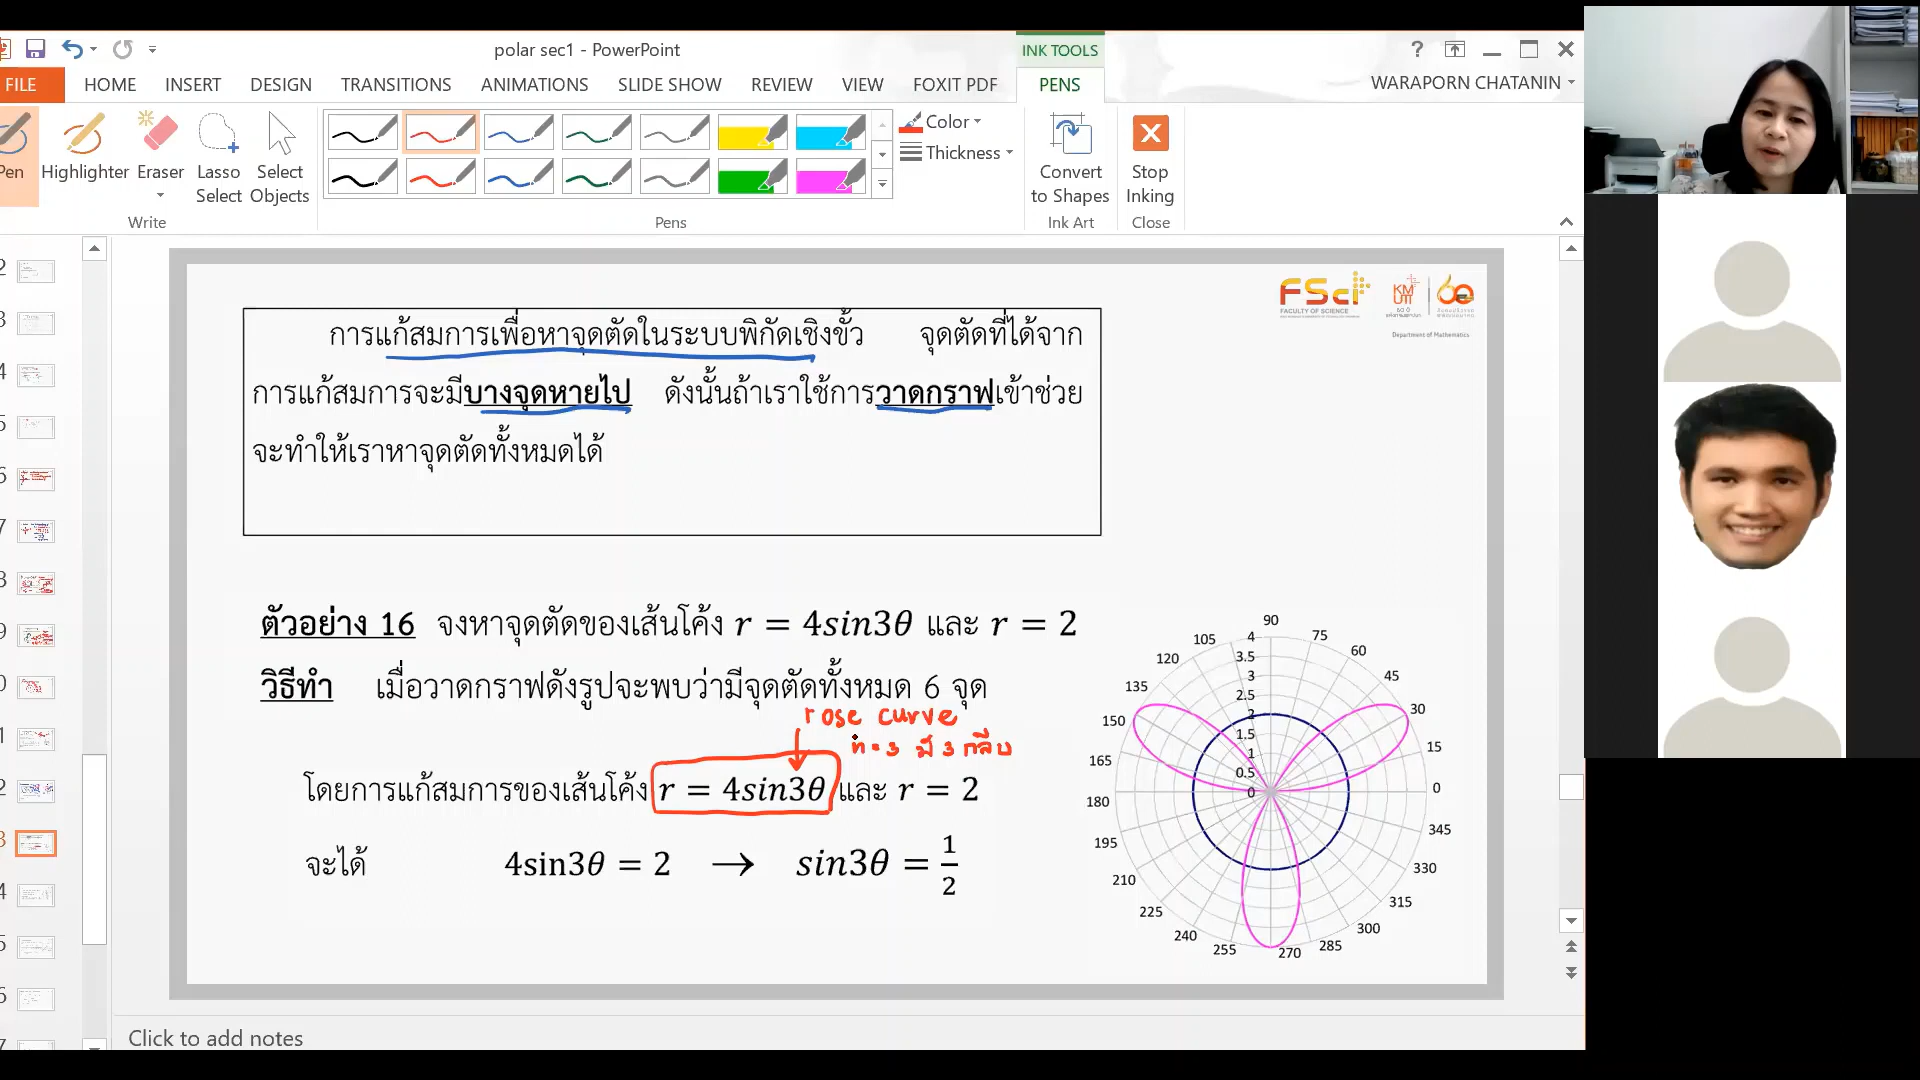 polar sec1 - PowerPoint
INK TOOLS
FILE HOME INSERT DESIGN TRANSITIONS ANIMATIONS SLIDE SHOW REVIEW VIEW FOXIT PDF PENS
WARAPORN CHATANIN
Pen Highlighter Eraser Lasso Select Select Objects
Color
Thickness
Convert to Shapes
Stop Inking
Write Pens Ink Art Close
FSci
FACULTY OF SCIENCE
KMUTT
Department of Mathematics
การแก้สมการเพื่อหาจุดตัดในระบบพิกัดเชิงขั้ว จุดตัดที่ได้จาก
การแก้สมการจะมีบางจุดหายไป ดังนั้นถ้าเราใช้การวาดกราฟเข้าช่วย
จะทำให้เราหาจุดตัดทั้งหมดได้
ตัวอย่าง 16 จงหาจุดตัดของเส้นโค้ง r = 4sin3θ และ r = 2
วิธีทำ เมื่อวาดกราฟดังรูปจะพบว่ามีจุดตัดทั้งหมด 6 จุด
rose curve
n=3 มี 3 กลีบ
โดยการแก้สมการของเส้นโค้ง r = 4sin3θ และ r = 2
จะได้ 4sin3θ = 2 → sin3θ = 1/2
90
105 75
120 60
135 45
150 30
165 15
180 0
195 345
210 330
225 315
240 300
255 285
270
4
3.5
3
2.5
2
1.5
1
0.5
0
Click to add notes